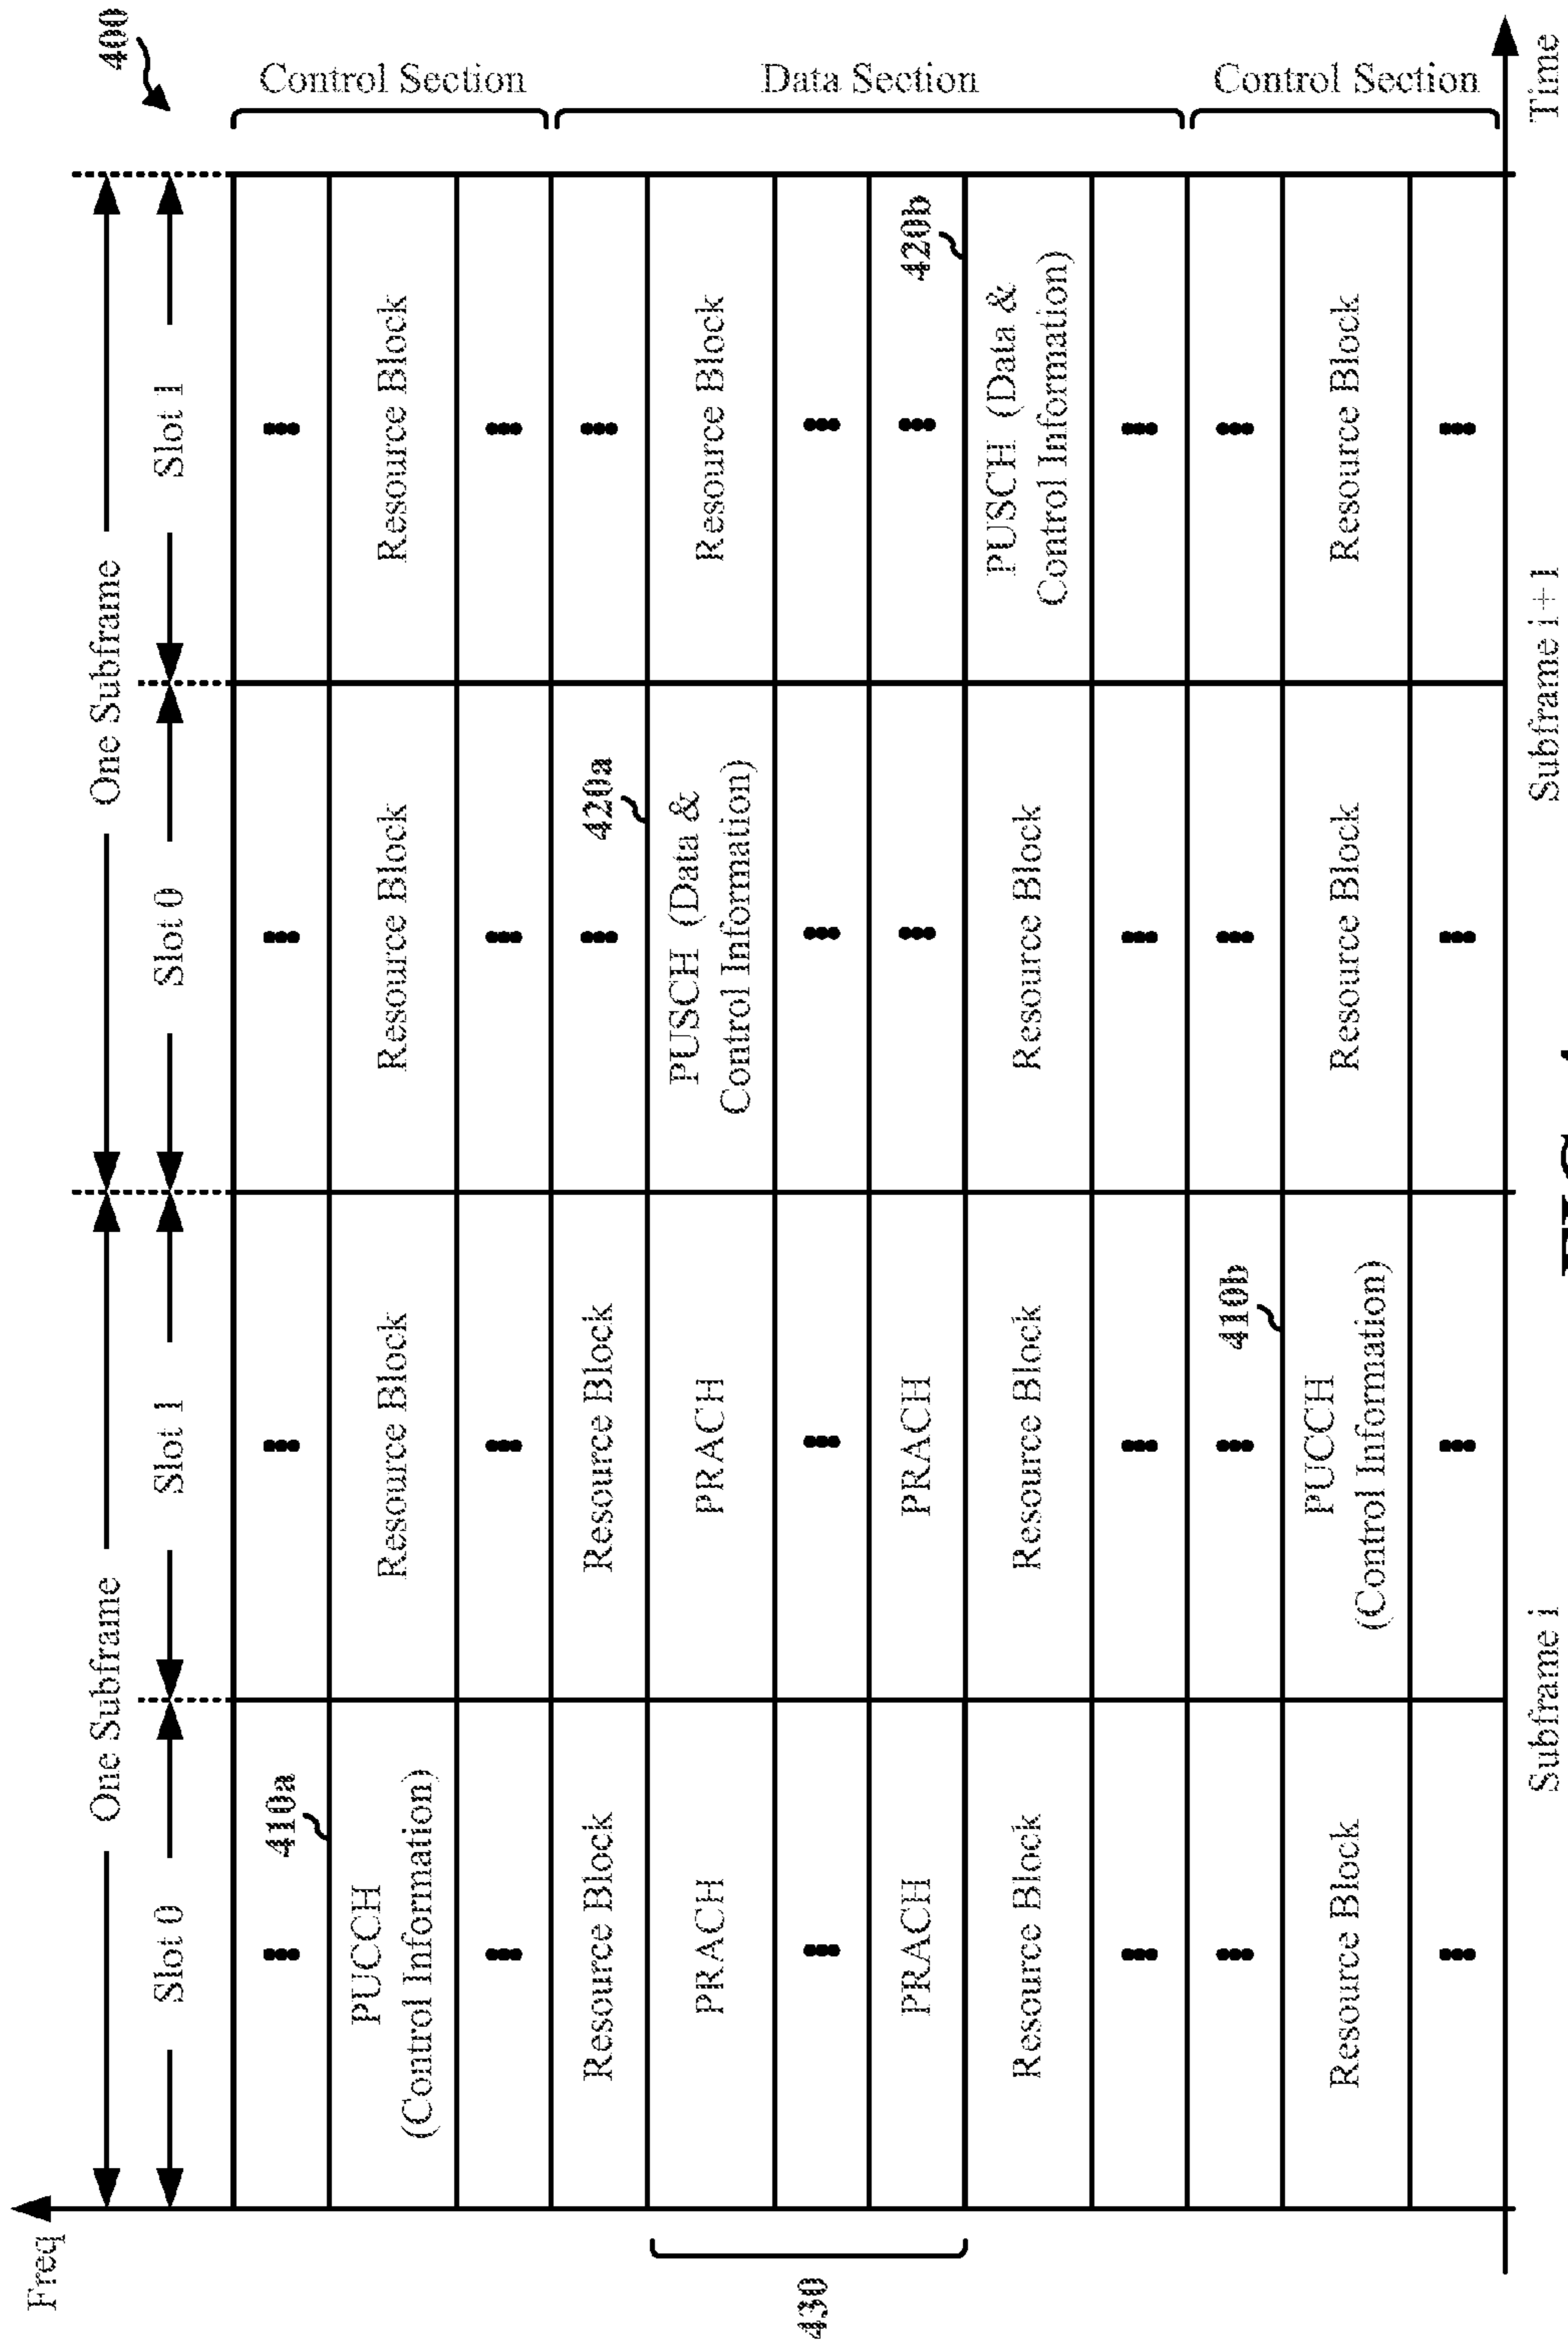 400
One Subframe
One Subframe
Slot 0
Slot 1
Slot 0
Slot 1
Freq
Control Section
Data Section
Control Section
410a
PUCCH
(Control Information)
Resource Block
Resource Block
Resource Block
Resource Block
Resource Block
420a
430
PRACH
PRACH
PUSCH (Data &
Control Information)
Resource Block
PRACH
PRACH
420b
Resource Block
Resource Block
Resource Block
PUSCH (Data &
Control Information)
410b
Resource Block
PUCCH
(Control Information)
Resource Block
Resource Block
Subframe i
Subframe i+1
Time